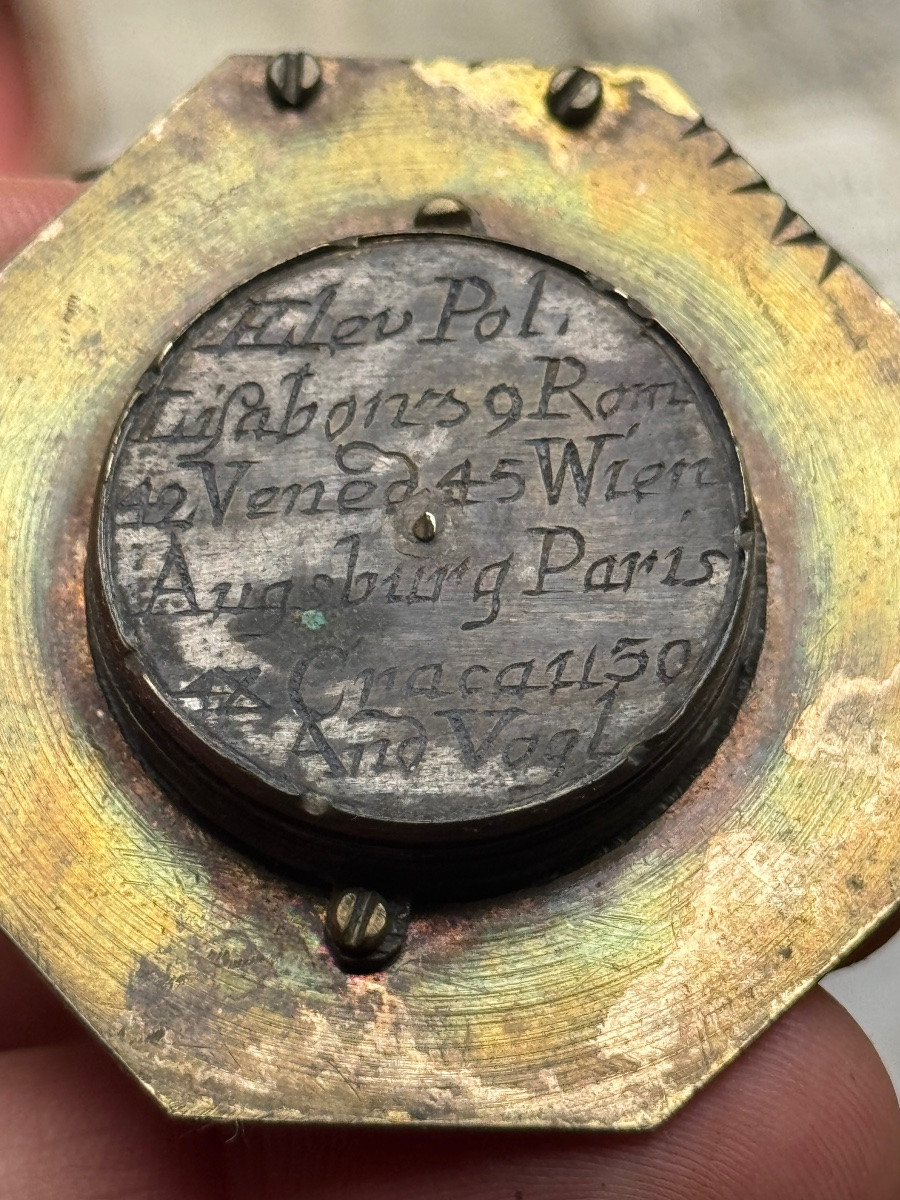 Elev Pol.
Lisabon 39 Rom
42 Vened 45 Wien
Augsburg Paris
48 Cracau 50
And Vogl